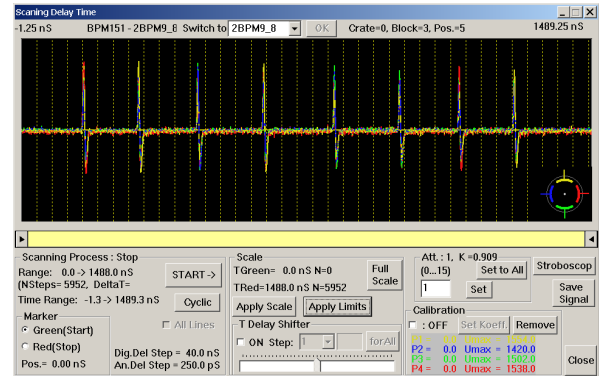 Scaning Delay Time
-1.25 nS BPM151 - 2BPM9_8 Switch to 2BPM9_8 OK Crate=0, Block=3, Pos.=5 1489.25 nS
Scanning Process : Stop
Range: 0.0 -> 1488.0 nS
(NSteps= 5952, DeltaT=
START ->
Time Range: -1.3 -> 1489.3 nS
Cyclic
Marker
Green(Start)
Red(Stop)
Pos.= 0.00 nS
All Lines
Dig.Del Step = 40.0 nS
An.Del Step = 250.0 pS
Scale
TGreen= 0.0 nS N=0
TRed=1488.0 nS N=5952
Full Scale
Apply Scale Apply Limits
T Delay Shifter
ON Step: 1 for All
Att.: 1, K =0.909
(0...15) Set to All
1 Set
Stroboscop
Save Signal
Calibration
: OFF Set Koeff. Remove
P2 = 0.0 Umax = 1420.0
P3 = 0.0 Umax = 1502.0
P4 = 0.0 Umax = 1538.0
Close